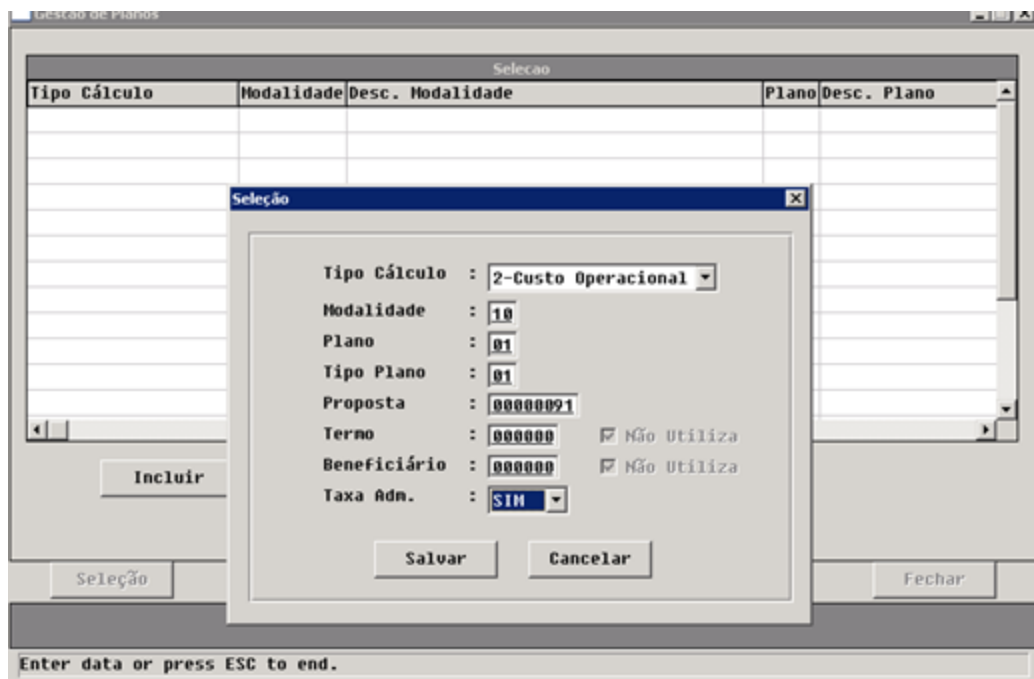 Gestão de Planos
Selecao
Tipo Cálculo Modalidade Desc. Modalidade Plano Desc. Plano
Seleção
Tipo Cálculo : 2-Custo Operacional
Modalidade : 10
Plano : 01
Tipo Plano : 01
Proposta : 00000091
Termo : 000000 Não Utiliza
Beneficiário : 000000 Não Utiliza
Taxa Adm. : SIM
Incluir
Salvar Cancelar
Seleção Fechar
Enter data or press ESC to end.